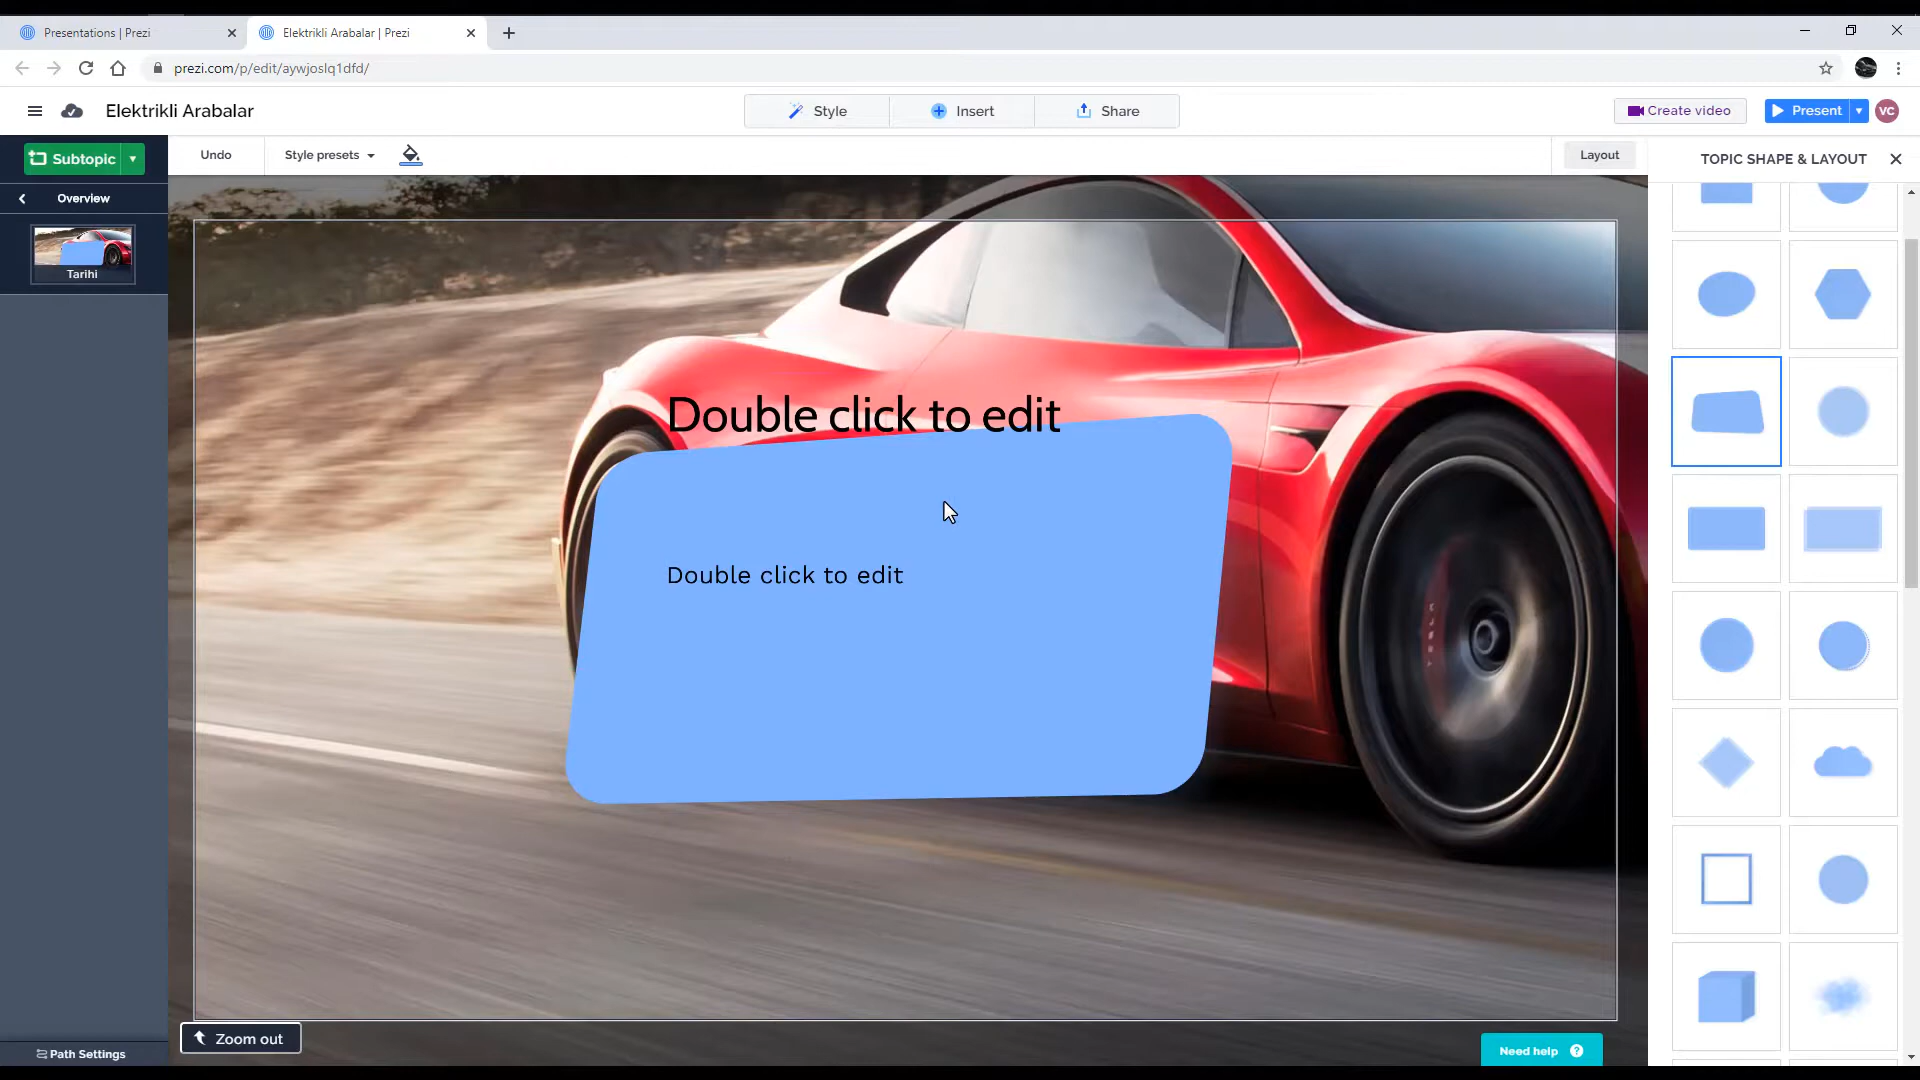 Presentations | Prezi
Elektrikli Arabalar | Prezi
prezi.com/p/edit/aywjoslq1dfd/
Elektrikli Arabalar
Style
Insert
Share
Create video
Present
VC
Subtopic
Undo
Style presets
Layout
TOPIC SHAPE & LAYOUT
Overview
Tarihi
Double click to edit
Double click to edit
TESLA
Zoom out
Path Settings
Need help ?